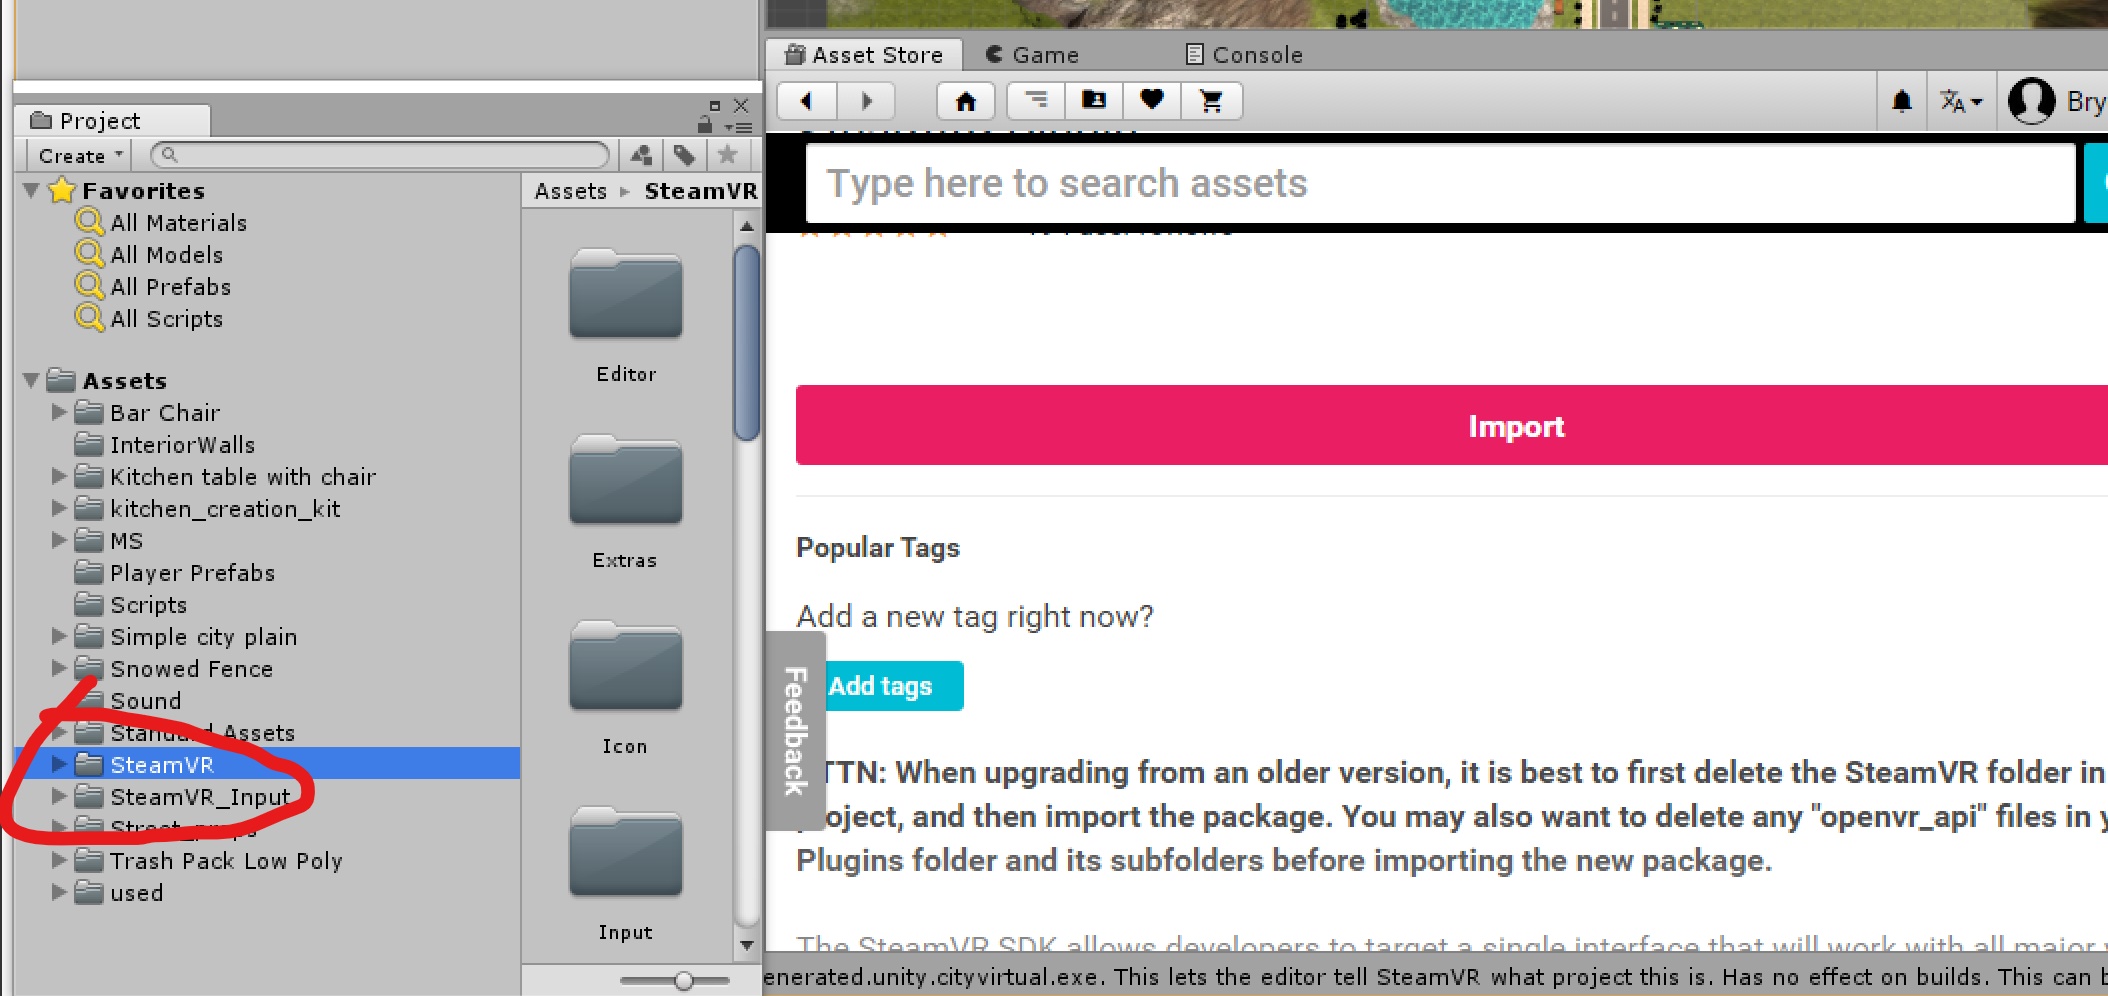 Project
Create
Favorites
All Materials
All Models
All Prefabs
All Scripts
Assets
Bar Chair
InteriorWalls
Kitchen table with chair
kitchen_creation_kit
MS
Player Prefabs
Scripts
Simple city plain
Snowed Fence
Sound
Standard Assets
SteamVR
SteamVR_Input
Street_props
Trash Pack Low Poly
used
Assets SteamVR
Editor
Extras
Icon
Input
Asset Store Game Console
Bry
Type here to search assets
Import
Popular Tags
Add a new tag right now?
Add tags
Feedback
TTN: When upgrading from an older version, it is best to first delete the SteamVR folder in
project, and then import the package. You may also want to delete any "openvr_api" files in y
Plugins folder and its subfolders before importing the new package.
The SteamVR SDK allows developers to target a single interface that will work with all major
enerated.unity.cityvirtual.exe. This lets the editor tell SteamVR what project this is. Has no effect on builds. This can b